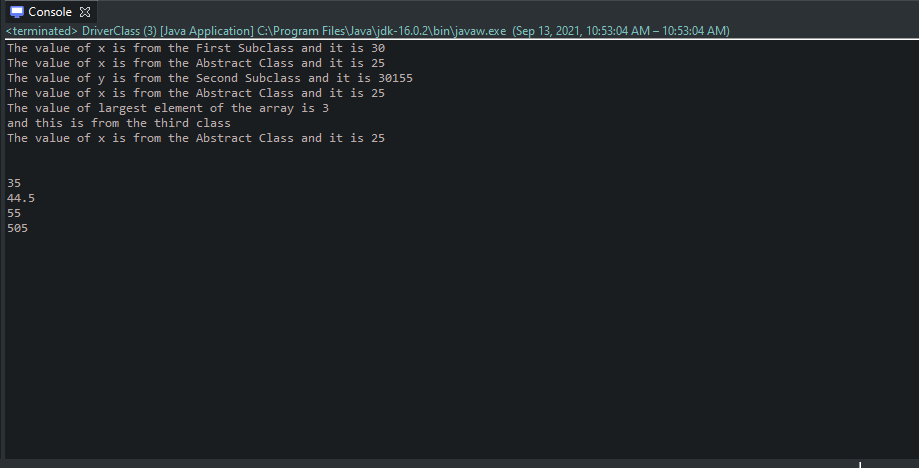 Console
<terminated> DriverClass (3) [Java Application] C:\Program Files\Java\jdk-16.0.2\bin\javaw.exe (Sep 13, 2021, 10:53:04 AM – 10:53:04 AM)
The value of x is from the First Subclass and it is 30
The value of x is from the Abstract Class and it is 25
The value of y is from the Second Subclass and it is 30155
The value of x is from the Abstract Class and it is 25
The value of largest element of the array is 3
and this is from the third class
The value of x is from the Abstract Class and it is 25
35
44.5
55
505